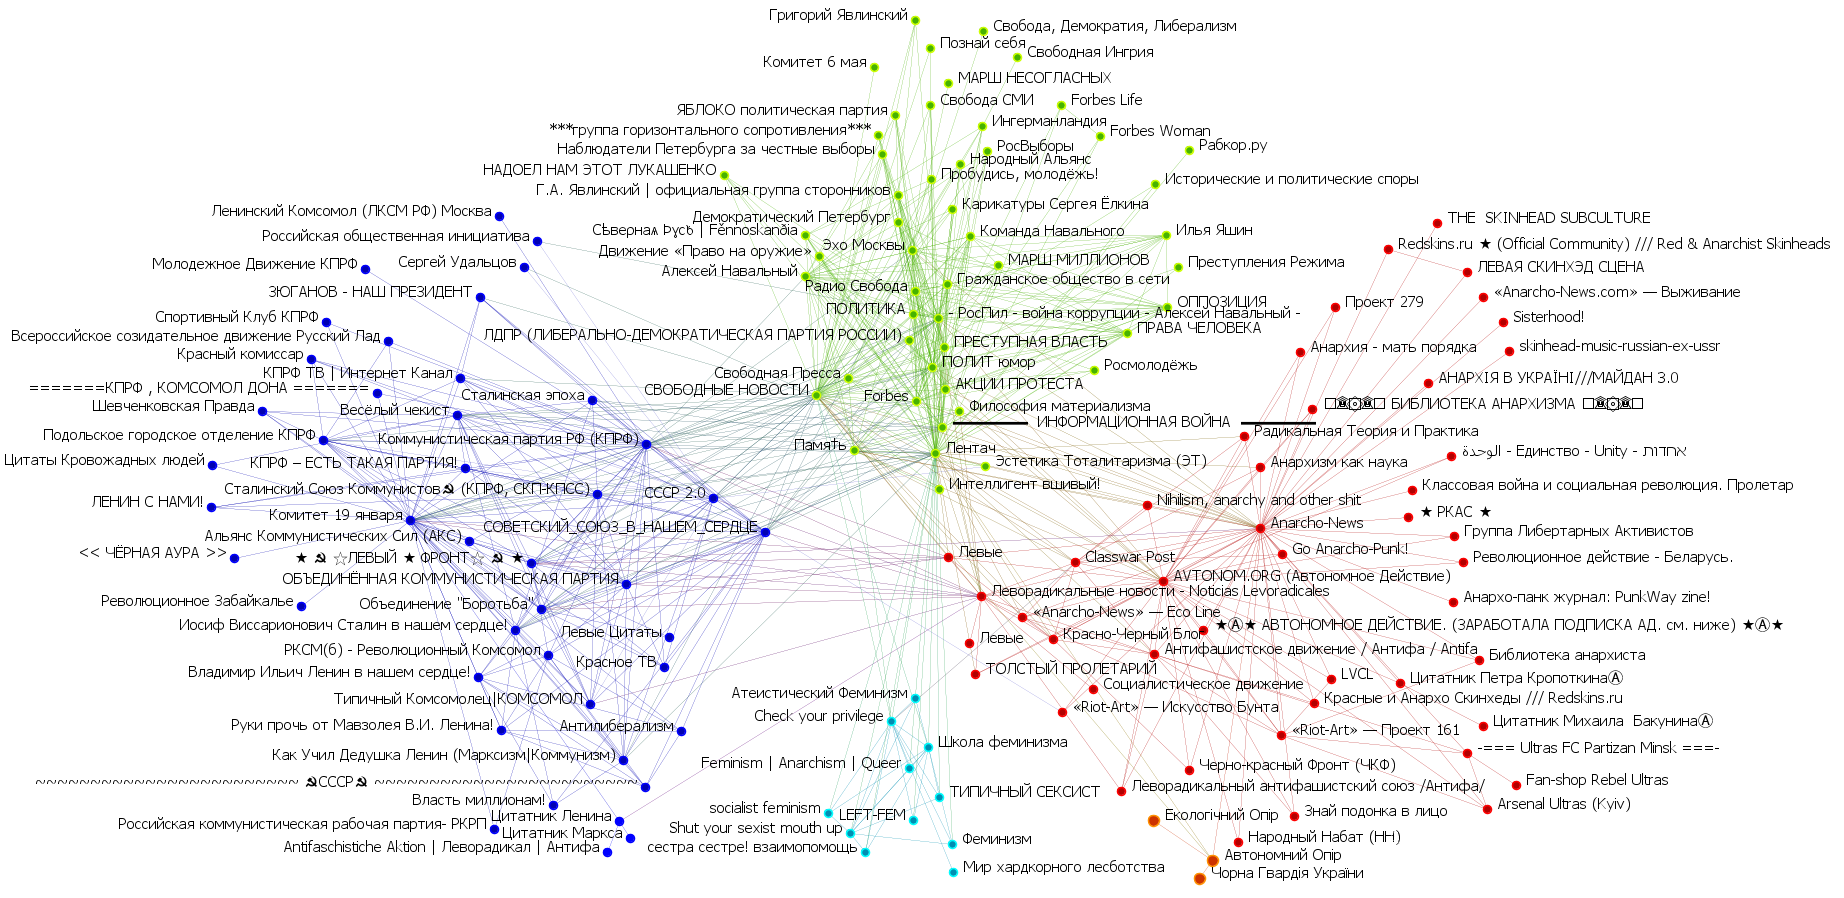 Григорий Явлинский
Свобода, Демократия, Либерализм
Познай себя
Свободная Ингрия
Комитет 6 мая
МАРШ НЕСОГЛАСНЫХ
Свобода СМИ
Forbes Life
ЯБЛОКО политическая партия
Ингерманландия
***группа горизонтального сопротивления***
Forbes Woman
Наблюдатели Петербурга за честные выборы
РосВыборы
Рабкор.ру
Народный Альянс
НАДОЕЛ НАМ ЭТОТ ЛУКАШЕНКО
Пробудись, молодёжь!
Исторические и политические споры
Г.А. Явлинский | официальная группа сторонников
Карикатуры Сергея Ёлкина
Ленинский Комсомол (ЛКСМ РФ) Москва
Демократический Петербург
THE SKINHEAD SUBCULTURE
Сѣвернаѧ Þųсь | Fĕnnoskanðia
Команда Навального
Илья Яшин
Российская общественная инициатива
Эхо Москвы
Redskins.ru ★ (Official Community) /// Red & Anarchist Skinheads
Движение «Право на оружие»
Молодежное Движение КПРФ
Сергей Удальцов
МАРШ МИЛЛИОНОВ
Преступления Режима
ЛЕВАЯ СКИНХЭД СЦЕНА
Алексей Навальный
Гражданское общество в сети
Радио Свобода
ЗЮГАНОВ - НАШ ПРЕЗИДЕНТ
«Anarcho-News.com» — Выживание
ОППОЗИЦИЯ
Проект 279
ПОЛИТИКА
- РосПил - война коррупции - Алексей Навальный -
Спортивный Клуб КПРФ
Sisterhood!
ПРАВА ЧЕЛОВЕКА
Всероссийское созидательное движение Русский Лад
ЛДПР (ЛИБЕРАЛЬНО-ДЕМОКРАТИЧЕСКАЯ ПАРТИЯ РОССИИ)
ПРЕСТУПНАЯ ВЛАСТЬ
Анархия - мать порядка
skinhead-music-russian-ex-ussr
Красный комиссар
ПОЛИТ юмор
Росмолодёжь
КПРФ ТВ | Интернет Канал
Свободная Пресса
АНАРХІЯ В УКРАЇНІ///МАЙДАН 3.0
=======КПРФ , КОМСОМОЛ ДОНА =======
СВОБОДНЫЕ НОВОСТИ
АКЦИИ ПРОТЕСТА
Сталинская эпоха
Forbes
БИБЛИОТЕКА АНАРХИЗМА
Шевченковская Правда
Весёлый чекист
Философия материализма
ИНФОРМАЦИОННАЯ ВОЙНА
Подольское городское отделение КПРФ
Коммунистическая партия РФ (КПРФ)
Радикальная Теория и Практика
Памят†ь
Лентач
الوحدة - Единство - Unity - אחדות
Цитаты Кровожадных людей
КПРФ – ЕСТЬ ТАКАЯ ПАРТИЯ!
Эстетика Тоталитаризма (ЭТ)
Анархизм как наука
Сталинский Союз Коммунистов☭ (КПРФ, СКП-КПСС)
СССР 2.0
Интеллигент вшивый!
Классовая война и социальная революция. Пролетар
ЛЕНИН С НАМИ!
Nihilism, anarchy and other shit
Комитет 19 января
★ РКАС ★
СОВЕТСКИЙ_СОЮЗ_В_НАШЕМ_СЕРДЦЕ
Anarcho-News
Альянс Коммунистических Сил (АКС)
Группа Либертарных Активистов
<< ЧЁРНАЯ АУРА >>
★ ☭ ☆ЛЕВЫЙ ★ ФРОНТ☆ ☭ ★
Левые
Classwar Post
Go Anarcho-Punk!
Революционное действие - Беларусь.
ОБЪЕДИНЁННАЯ КОММУНИСТИЧЕСКАЯ ПАРТИЯ
AVTONOM.ORG (Автономное Действие)
Леворадикальные новости - Noticiás Levoradicales
Революционное Забайкалье
Объединение "Боротьба"
Анархо-панк журнал: PunkWay zine!
«Anarcho-News» — Eco Line
Иосиф Виссарионович Сталин в нашем сердце!
Левые Цитаты
Левые
Красно-Черный Блог
★Ⓐ★ АВТОНОМНОЕ ДЕЙСТВИЕ. (ЗАРАБОТАЛА ПОДПИСКА АД. см. ниже) ★Ⓐ★
РКСМ(б) - Революционный Комсомол
Антифашистское движение / Антифа / Antifa
Библиотека анархиста
Красное ТВ
Владимир Ильич Ленин в нашем сердце!
ТОЛСТЫЙ ПРОЛЕТАРИЙ
LVCL
Цитатник Петра КропоткинаⒶ
Социалистическое движение
Атеистический Феминизм
Типичный Комсомолец|КОМСОМОЛ
Красные и Анархо Скинхеды /// Redskins.ru
«Riot-Art» — Искусство Бунта
Check your privilege
Руки прочь от Мавзолея В.И. Ленина!
Антилиберализм
Цитатник Михаила БакунинаⒶ
«Riot-Art» — Проект 161
Школа феминизма
-=== Ultras FC Partizan Minsk ===-
Как Учил Дедушка Ленин (Марксизм|Коммунизм)
Feminism | Anarchism | Queer
Черно-красный Фронт (ЧКФ)
~~~~~~~~~~~~~~~~~~~~~~~~ ☭СССР☭ ~~~~~~~~~~~~~~~~~~~~~~~~
Fan-shop Rebel Ultras
Леворадикальный антифашистский союз /Антифа/
ТИПИЧНЫЙ СЕКСИСТ
Власть миллионам!
socialist feminism
LEFT-FEM
Знай подонка в лицо
Arsenal Ultras (Kyiv)
Цитатник Ленина
Екологічний Опір
Российская коммунистическая рабочая партия- РКРП
Shut your sexist mouth up
Цитатник Маркса
Феминизм
Народный Набат (НН)
Antifaschistiche Aktion | Леворадикал | Антифа
сестра сестре! взаимопомощь
Автономний Опір
Мир хардкорного лесботства
Чорна Гвардія України